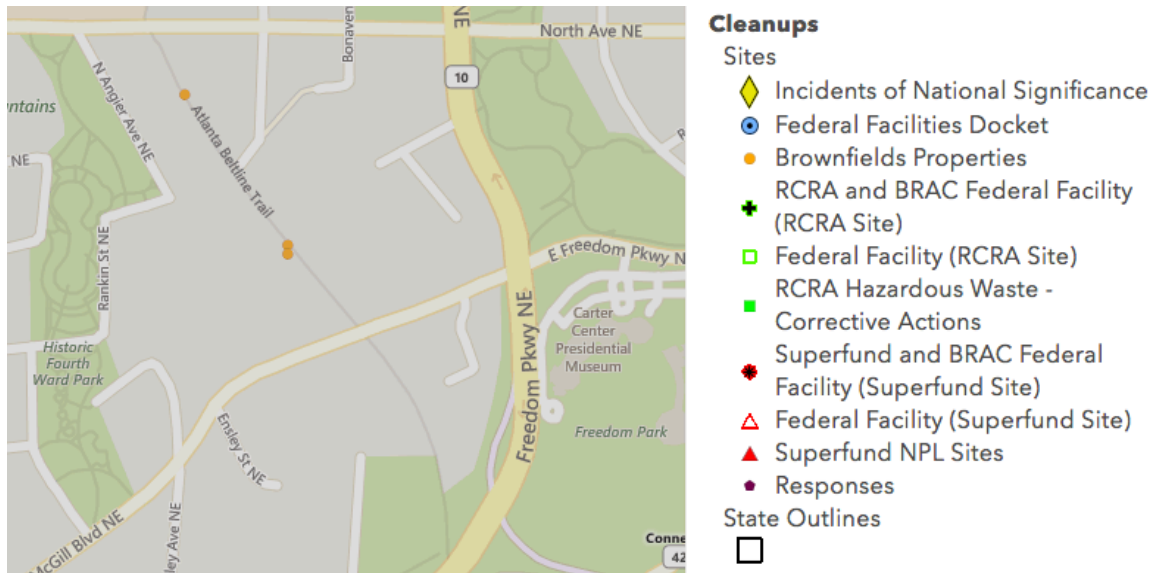 NE
North Ave NE
Bonaven
10
N Angier Ave NE
ntains
Atlanta Beltline Trail
NE
R
Rankin St NE
E Freedom Pkwy N
Freedom Pkwy NE
Carter
Center
Presidential
Museum
Historic
Fourth
Ward Park
Ensley St NE
Freedom Park
McGill Blvd NE
ley Ave NE
Conne
42
Cleanups
Sites
Incidents of National Significance
Federal Facilities Docket
Brownfields Properties
RCRA and BRAC Federal Facility
(RCRA Site)
Federal Facility (RCRA Site)
RCRA Hazardous Waste -
Corrective Actions
Superfund and BRAC Federal
Facility (Superfund Site)
Federal Facility (Superfund Site)
Superfund NPL Sites
Responses
State Outlines